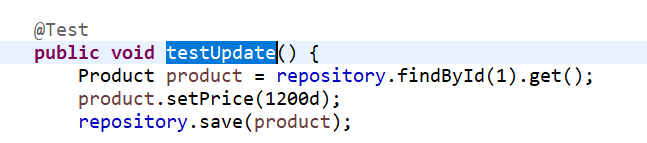 @Test
public void testUpdate() {
Product product = repository.findById(1).get();
product.setPrice(1200d);
repository.save(product);